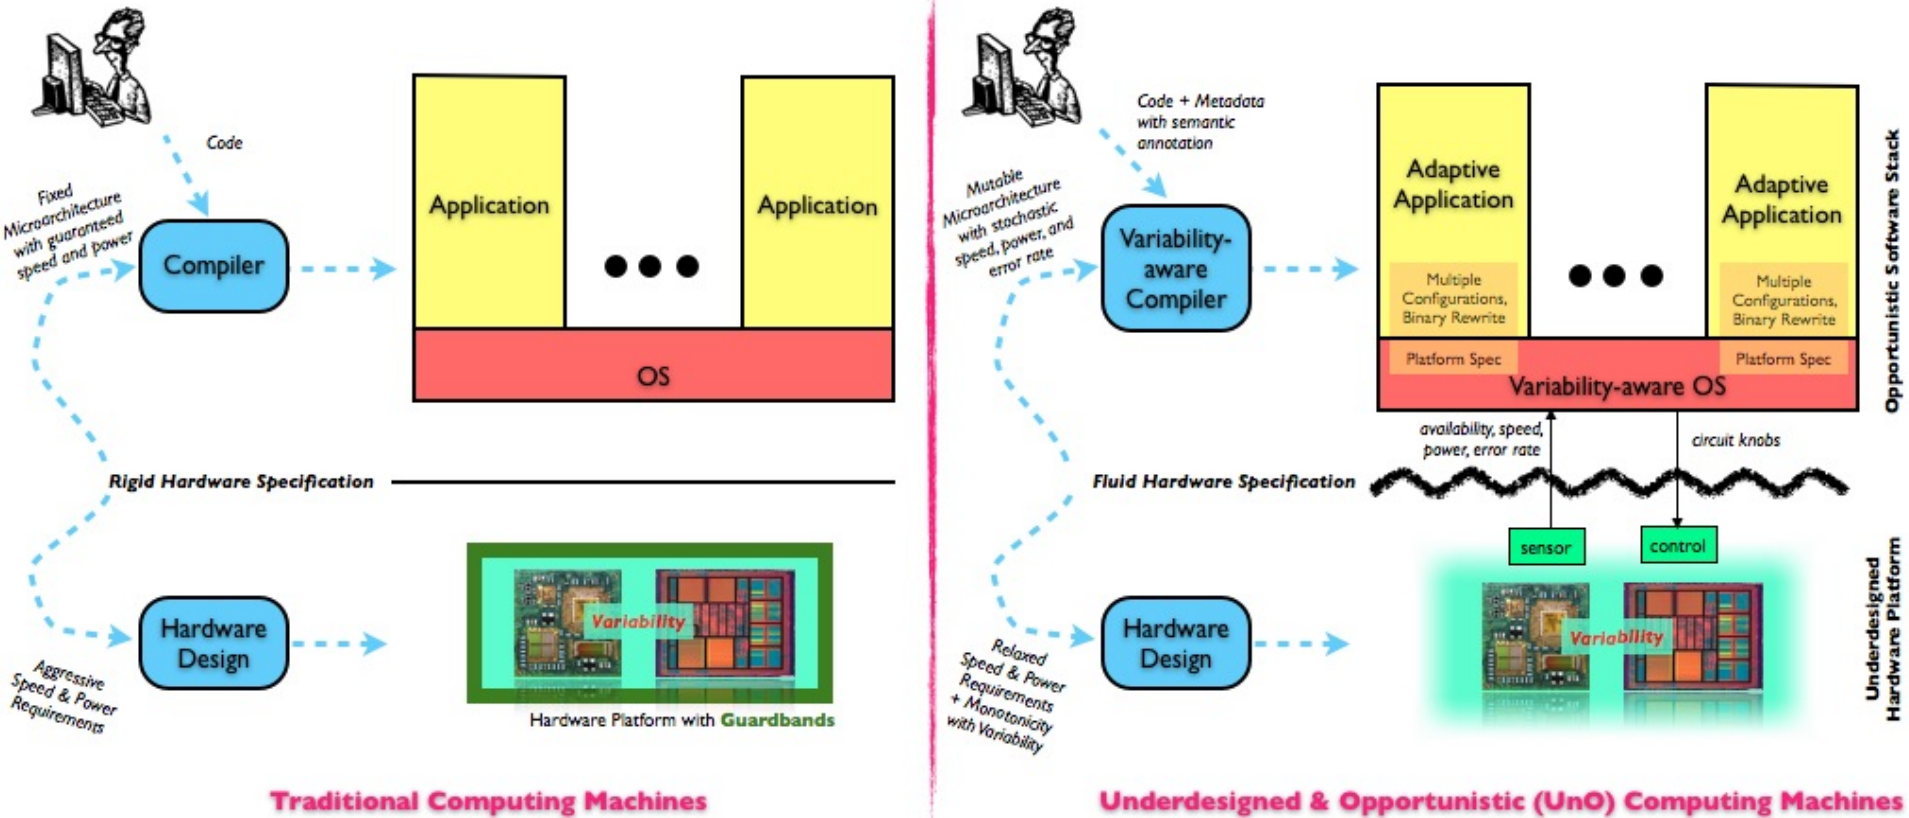 Code
Fixed
Microarchitecture
with guaranteed
speed and power
Compiler
Application
Application
OS
Rigid Hardware Specification
Hardware
Design
Aggressive
Speed & Power
Requirements
Variability
Hardware Platform with Guardbands
Traditional Computing Machines
Code + Metadata
with semantic
annotation
Mutable
Microarchitecture
with stochastic
speed, power, and
error rate
Variability-
aware
Compiler
Adaptive
Application
Multiple
Configurations,
Binary Rewrite
Platform Spec
Adaptive
Application
Multiple
Configurations,
Binary Rewrite
Platform Spec
Variability-aware OS
Opportunistic Software Stack
availability, speed,
power, error rate
circuit knobs
Fluid Hardware Specification
sensor
control
Hardware
Design
Relaxed
Speed & Power
Requirements
+ Monotonicity
with Variability
Variability
Underdesigned
Hardware Platform
Underdesigned & Opportunistic (UnO) Computing Machines